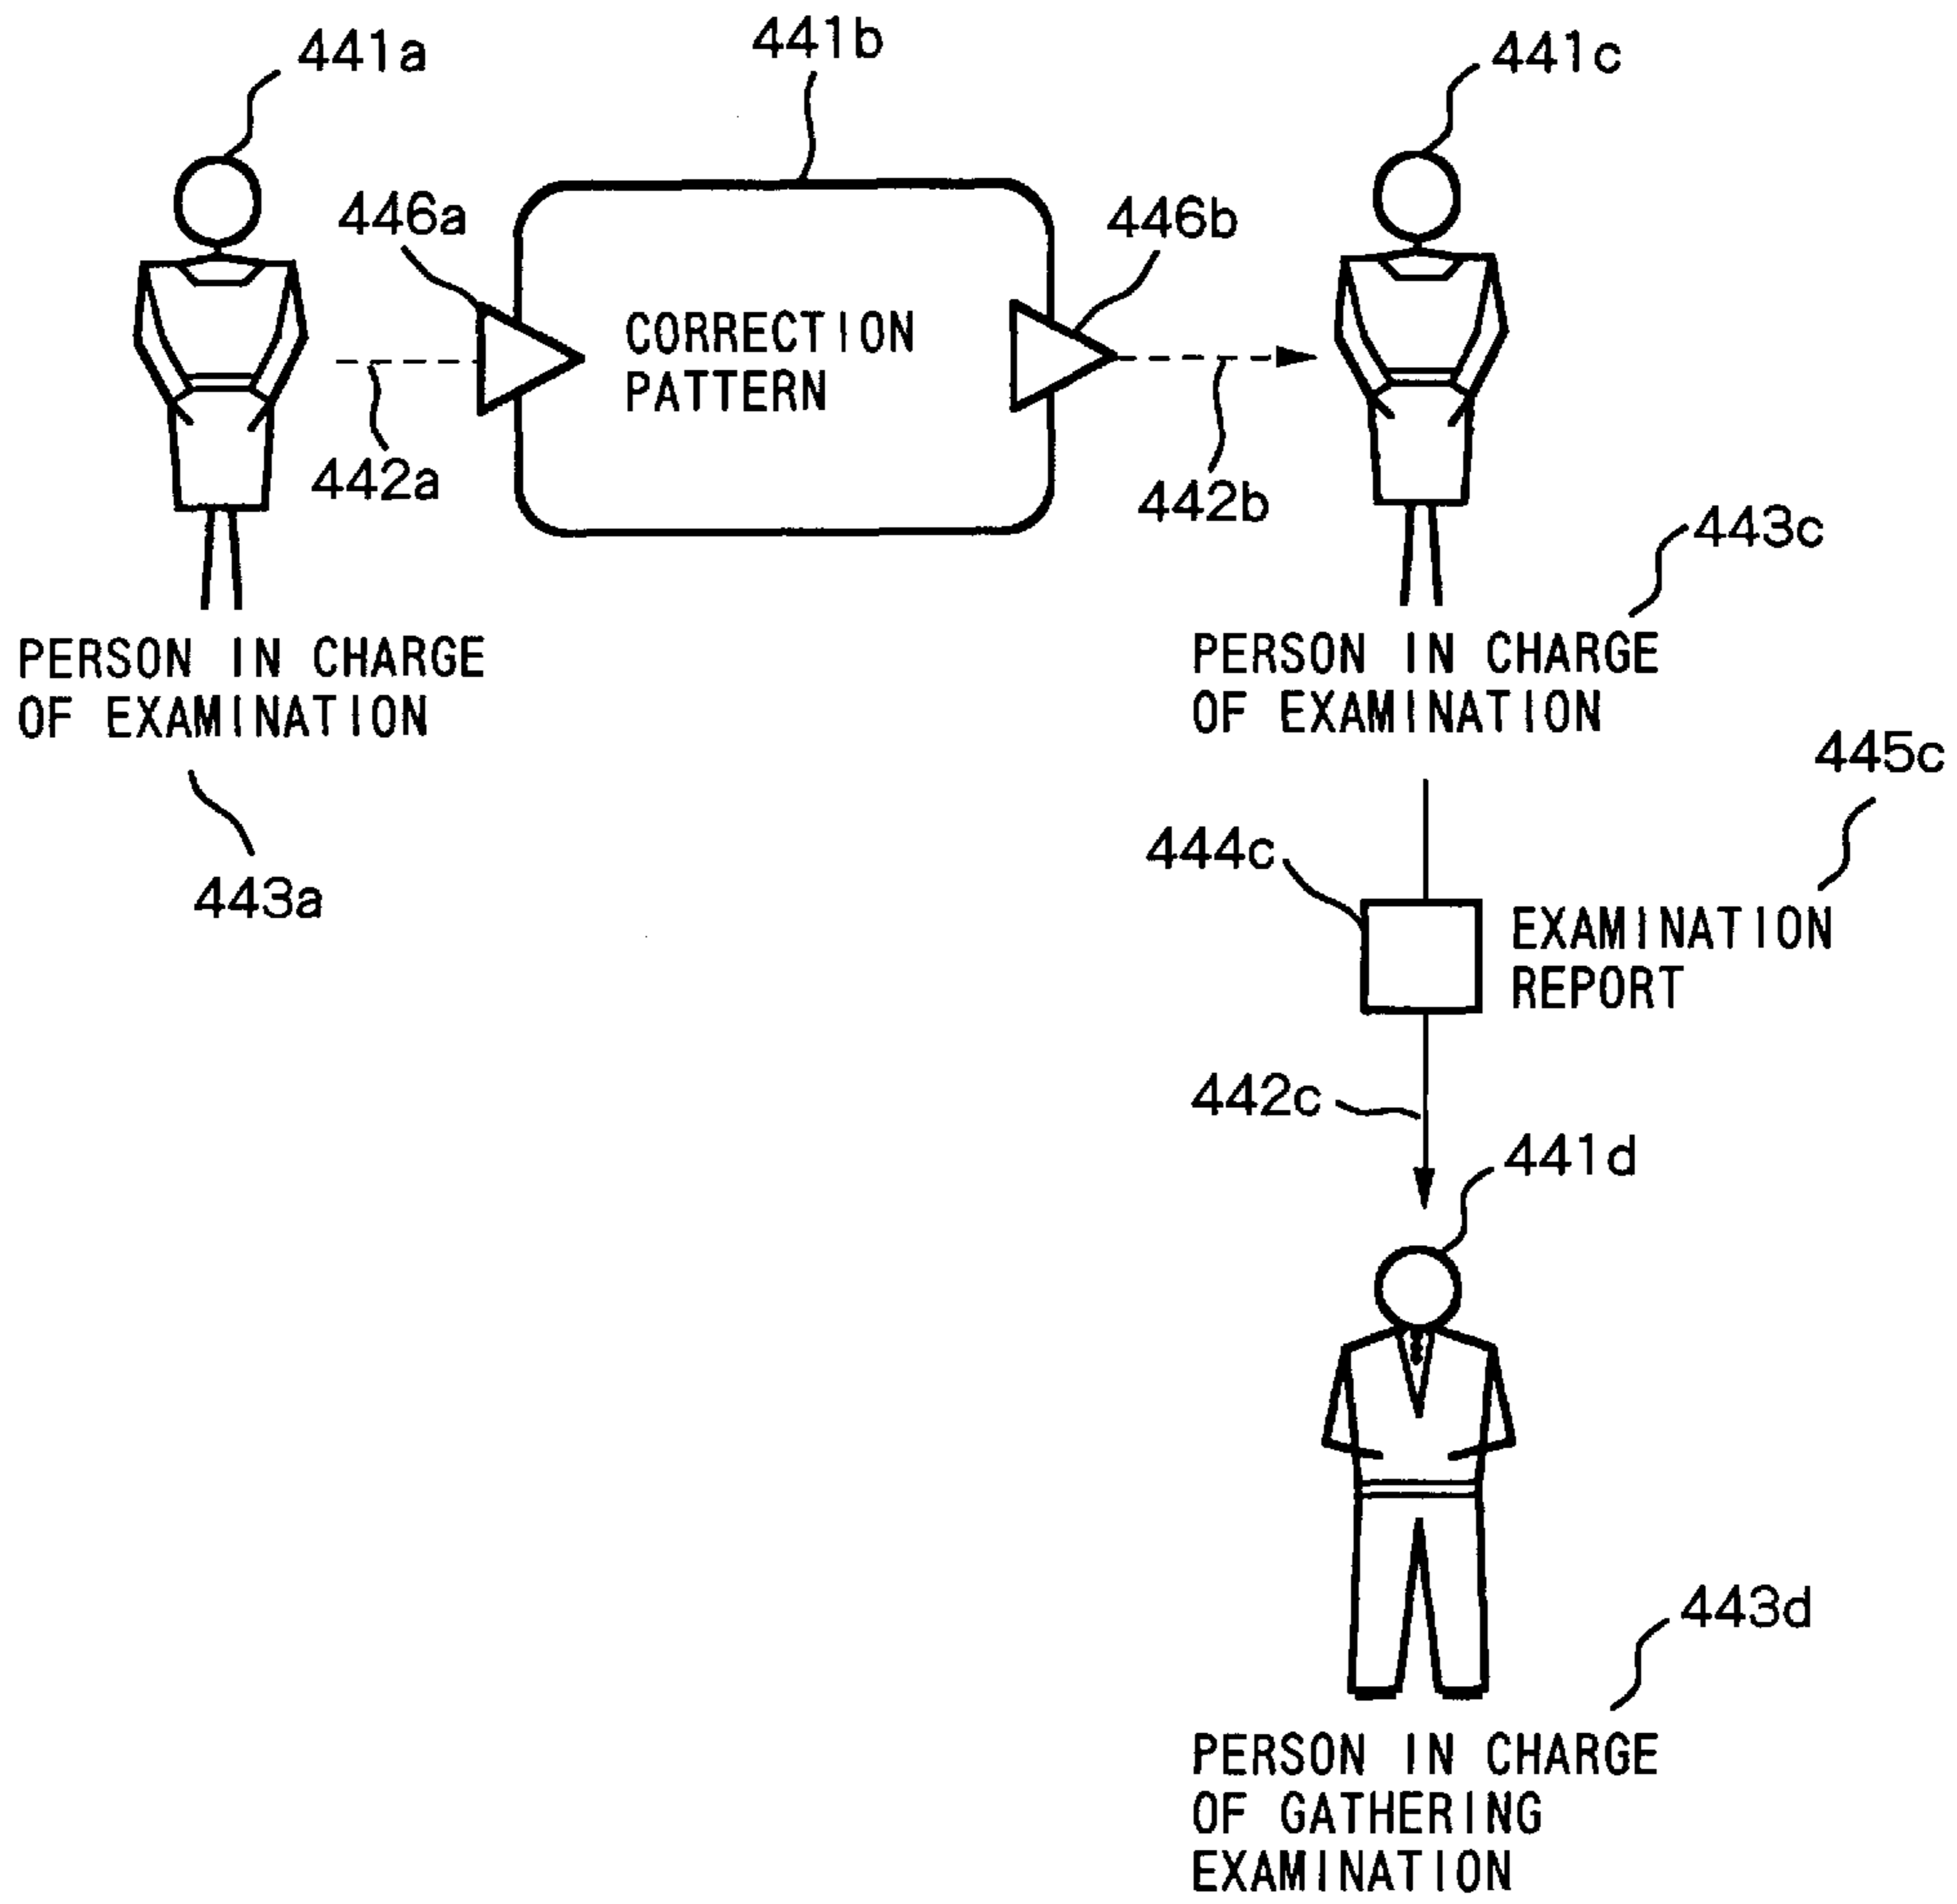 441a
441b
441c
446a
446b
CORRECTION
PATTERN
442a
442b
443c
PERSON IN CHARGE
OF EXAMINATION
PERSON IN CHARGE
OF EXAMINATION
445c
444c
443a
EXAMINATION
REPORT
442c
441d
443d
PERSON IN CHARGE
OF GATHERING
EXAMINATION